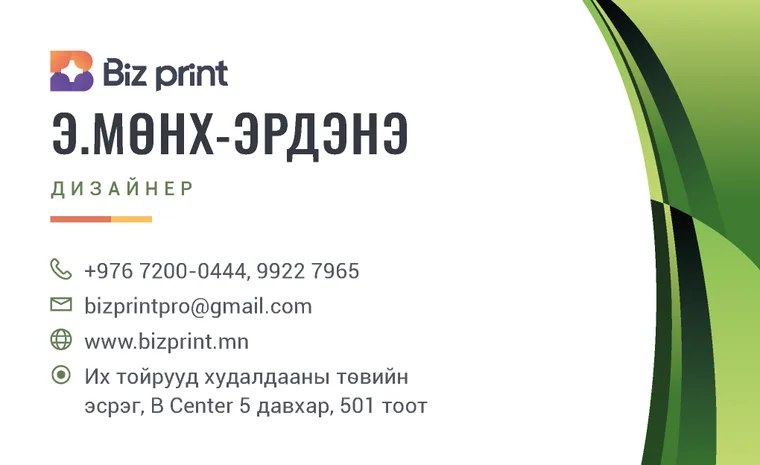 Biz print
Э.МӨНХ-ЭРДЭНЭ
ДИЗАЙНЕР
+976 7200-0444, 9922 7965
bizprintpro@gmail.com
www.bizprint.mn
Их тойрууд худалдааны төвийн
эсрэг, B Center 5 давхар, 501 тоот